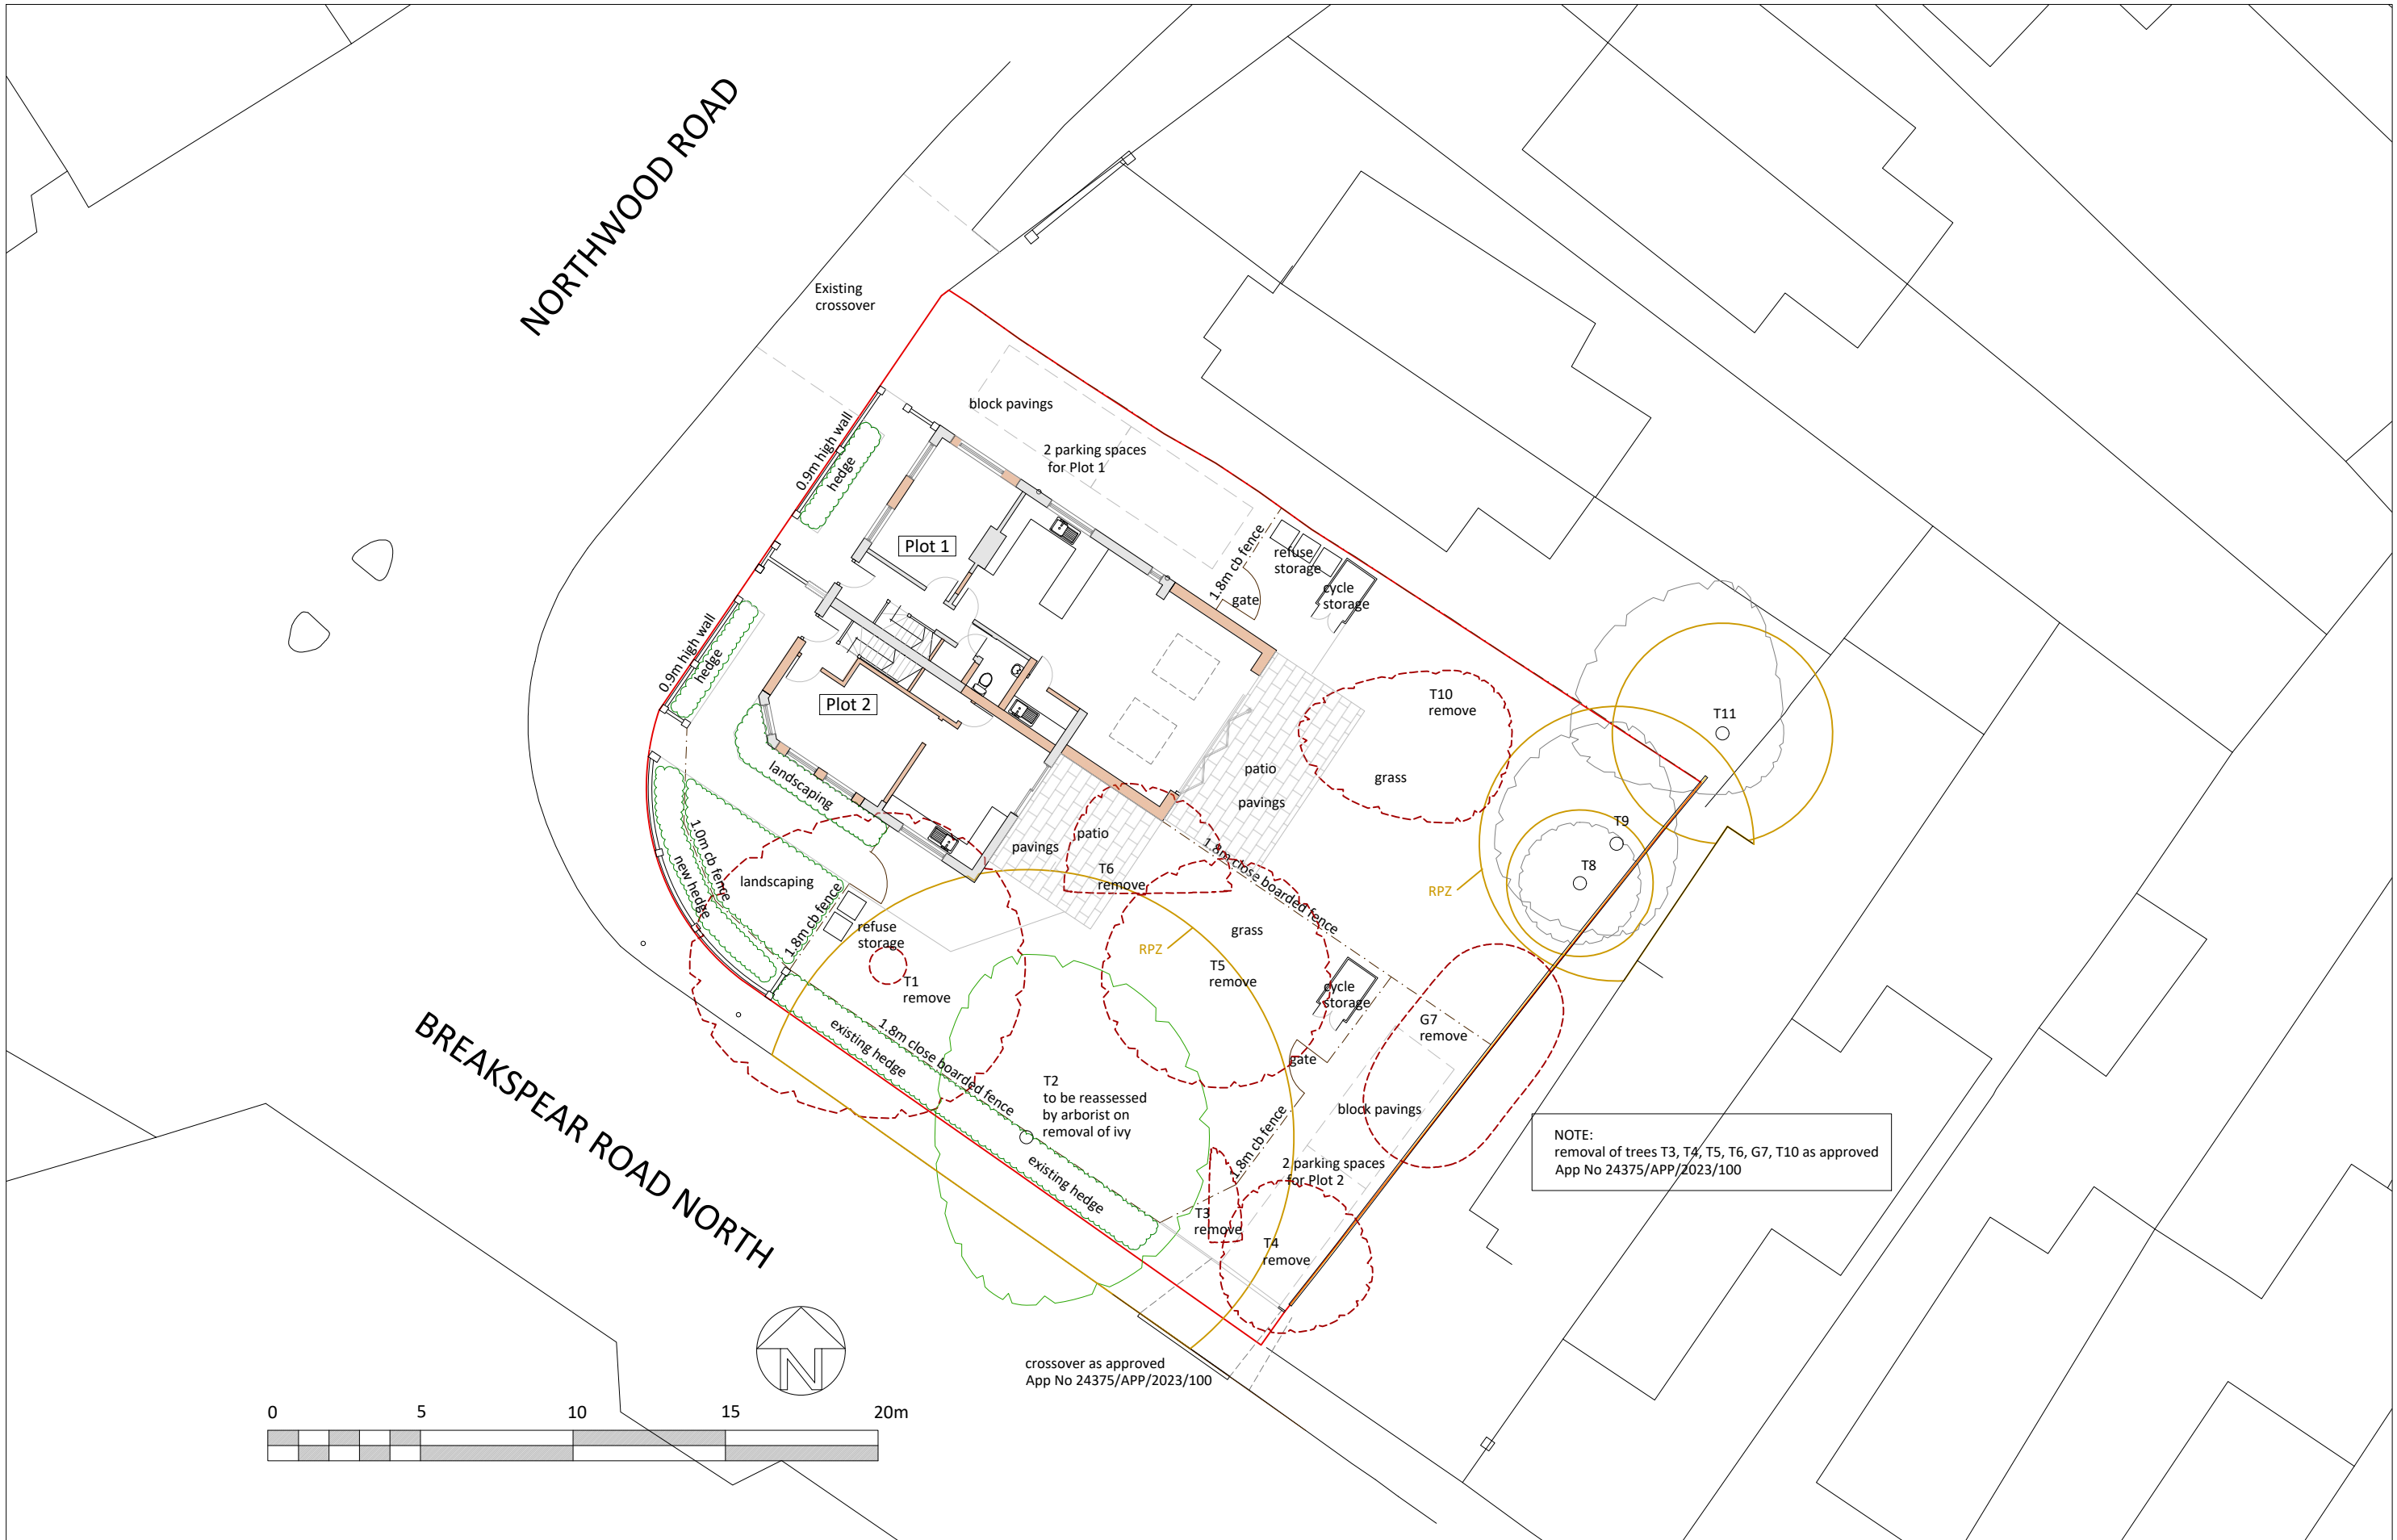 NORTHWOOD ROAD
Existing
crossover
block pavings
2 parking spaces
for Plot 1
0.9m high wall
hedge
Plot 1
1.8m cb fence
refuse
storage
gate
cycle
storage
0.9m high wall
hedge
Plot 2
T10
remove
T11
landscaping
patio
pavings
grass
patio
pavings
T6
remove
1.8m close boarded fence
T9
T8
RPZ
1.0m cb fence
new hedge
landscaping
1.8m cb fence
refuse
storage
T1
remove
grass
RPZ
T5
remove
cycle
storage
G7
remove
gate
1.8m close boarded fence
existing hedge
T2
to be reassessed
by arborist on
removal of ivy
existing hedge
block pavings
1.8m cb fence
2 parking spaces
for Plot 2
T3
remove
T4
remove
NOTE:
removal of trees T3, T4, T5, T6, G7, T10 as approved
App No 24375/APP/2023/100
BREAKSPEAR ROAD NORTH
N
crossover as approved
App No 24375/APP/2023/100
0 5 10 15 20m